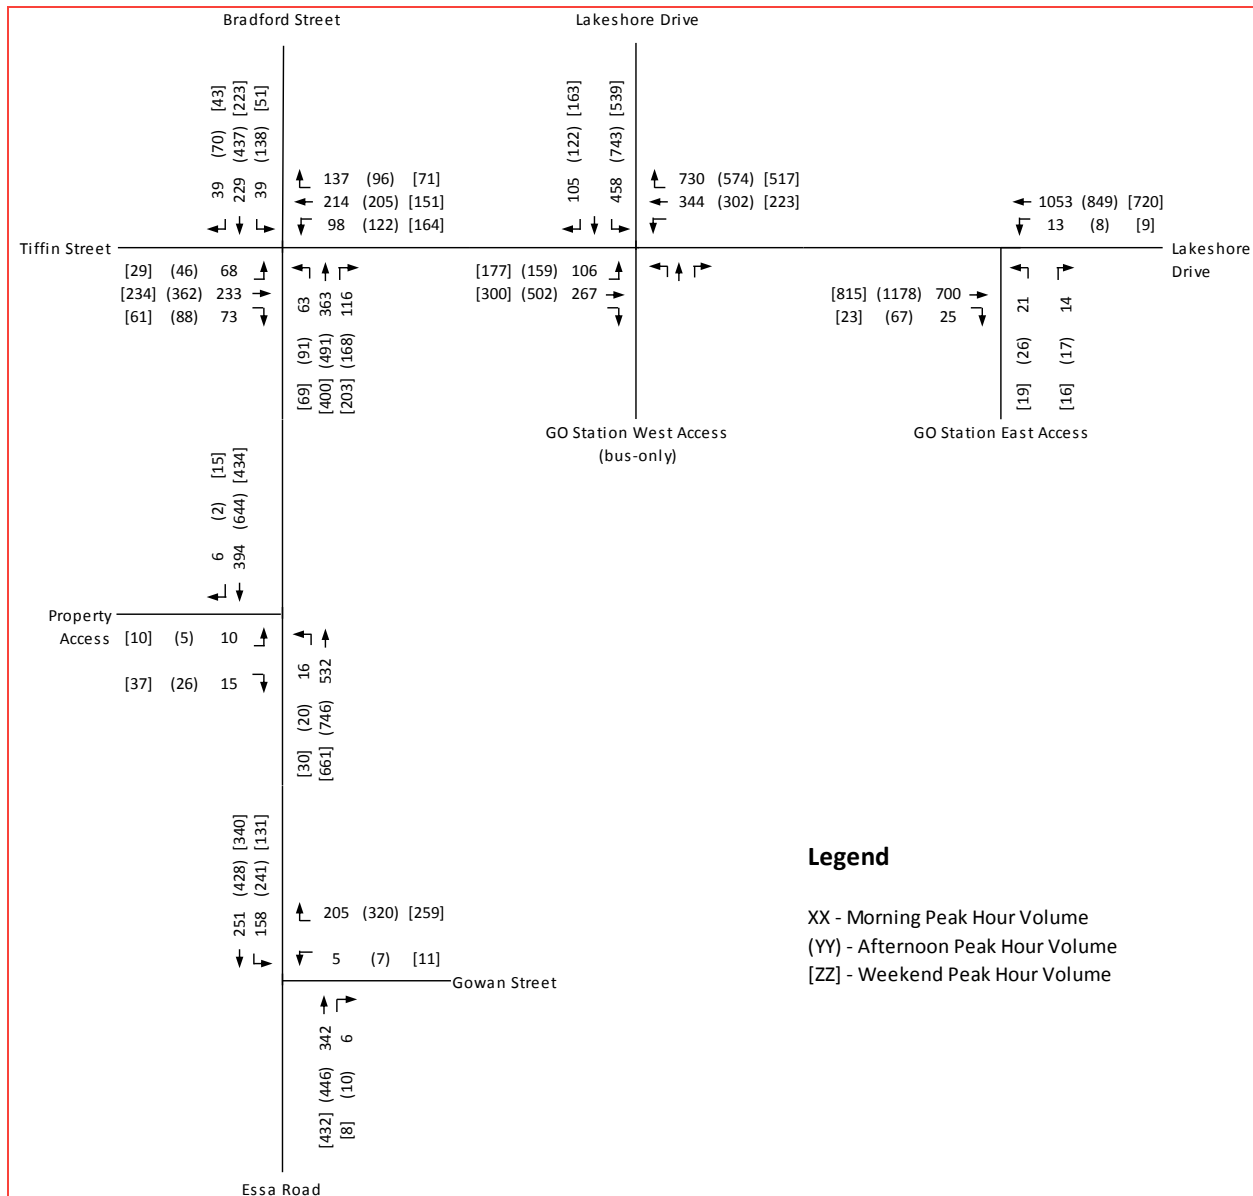 Bradford Street
Lakeshore Drive
39 (70) [43]
229 (437) [223]
39 (138) [51]
105 (122) [163]
458 (743) [539]
137 (96) [71]
214 (205) [151]
98 (122) [164]
730 (574) [517]
344 (302) [223]
1053 (849) [720]
13 (8) [9]
Tiffin Street
Lakeshore
Drive
[29] (46) 68
[234] (362) 233
[61] (88) 73
[69] (91) 63
[400] (491) 363
[203] (168) 116
[177] (159) 106
[300] (502) 267
[815] (1178) 700
[23] (67) 25
[19] (26) 21
[16] (17) 14
GO Station West Access
(bus-only)
GO Station East Access
6 (2) [15]
394 (644) [434]
Property
Access
[10] (5) 10
[37] (26) 15
[30] (20) 16
[661] (746) 532
251 (428) [340]
158 (241) [131]
205 (320) [259]
5 (7) [11]
Gowan Street
[432] (446) 342
[8] (10) 6
Essa Road
Legend
XX - Morning Peak Hour Volume
(YY) - Afternoon Peak Hour Volume
[ZZ] - Weekend Peak Hour Volume